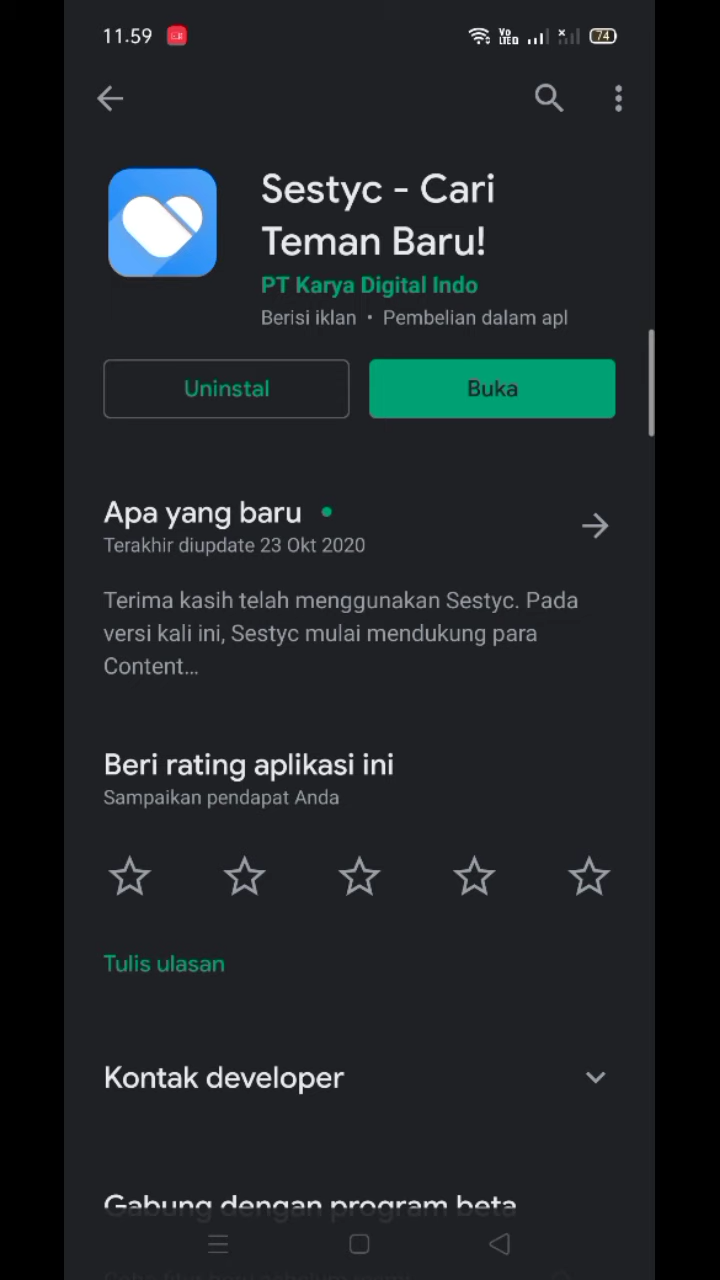 11.59
74
Sestyc - Cari
Teman Baru!
PT Karya Digital Indo
Berisi iklan • Pembelian dalam apl
Uninstal
Buka
Apa yang baru
Terakhir diupdate 23 Okt 2020
Terima kasih telah menggunakan Sestyc. Pada
versi kali ini, Sestyc mulai mendukung para
Content…
Beri rating aplikasi ini
Sampaikan pendapat Anda
Tulis ulasan
Kontak developer
Gabung dengan program beta